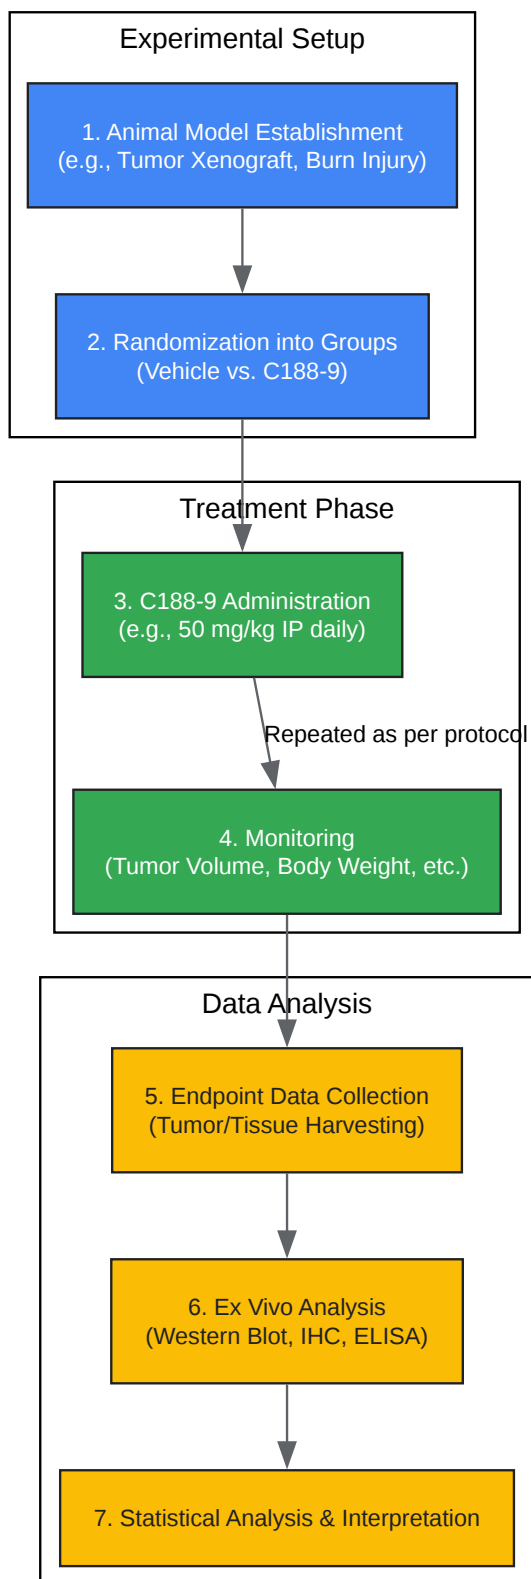 Experimental Setup
1. Animal Model Establishment
(e.g., Tumor Xenograft, Burn Injury)
2. Randomization into Groups
(Vehicle vs. C188-9)
Treatment Phase
3. C188-9 Administration
(e.g., 50 mg/kg IP daily)
Repeated as per protocol
4. Monitoring
(Tumor Volume, Body Weight, etc.)
Data Analysis
5. Endpoint Data Collection
(Tumor/Tissue Harvesting)
6. Ex Vivo Analysis
(Western Blot, IHC, ELISA)
7. Statistical Analysis & Interpretation